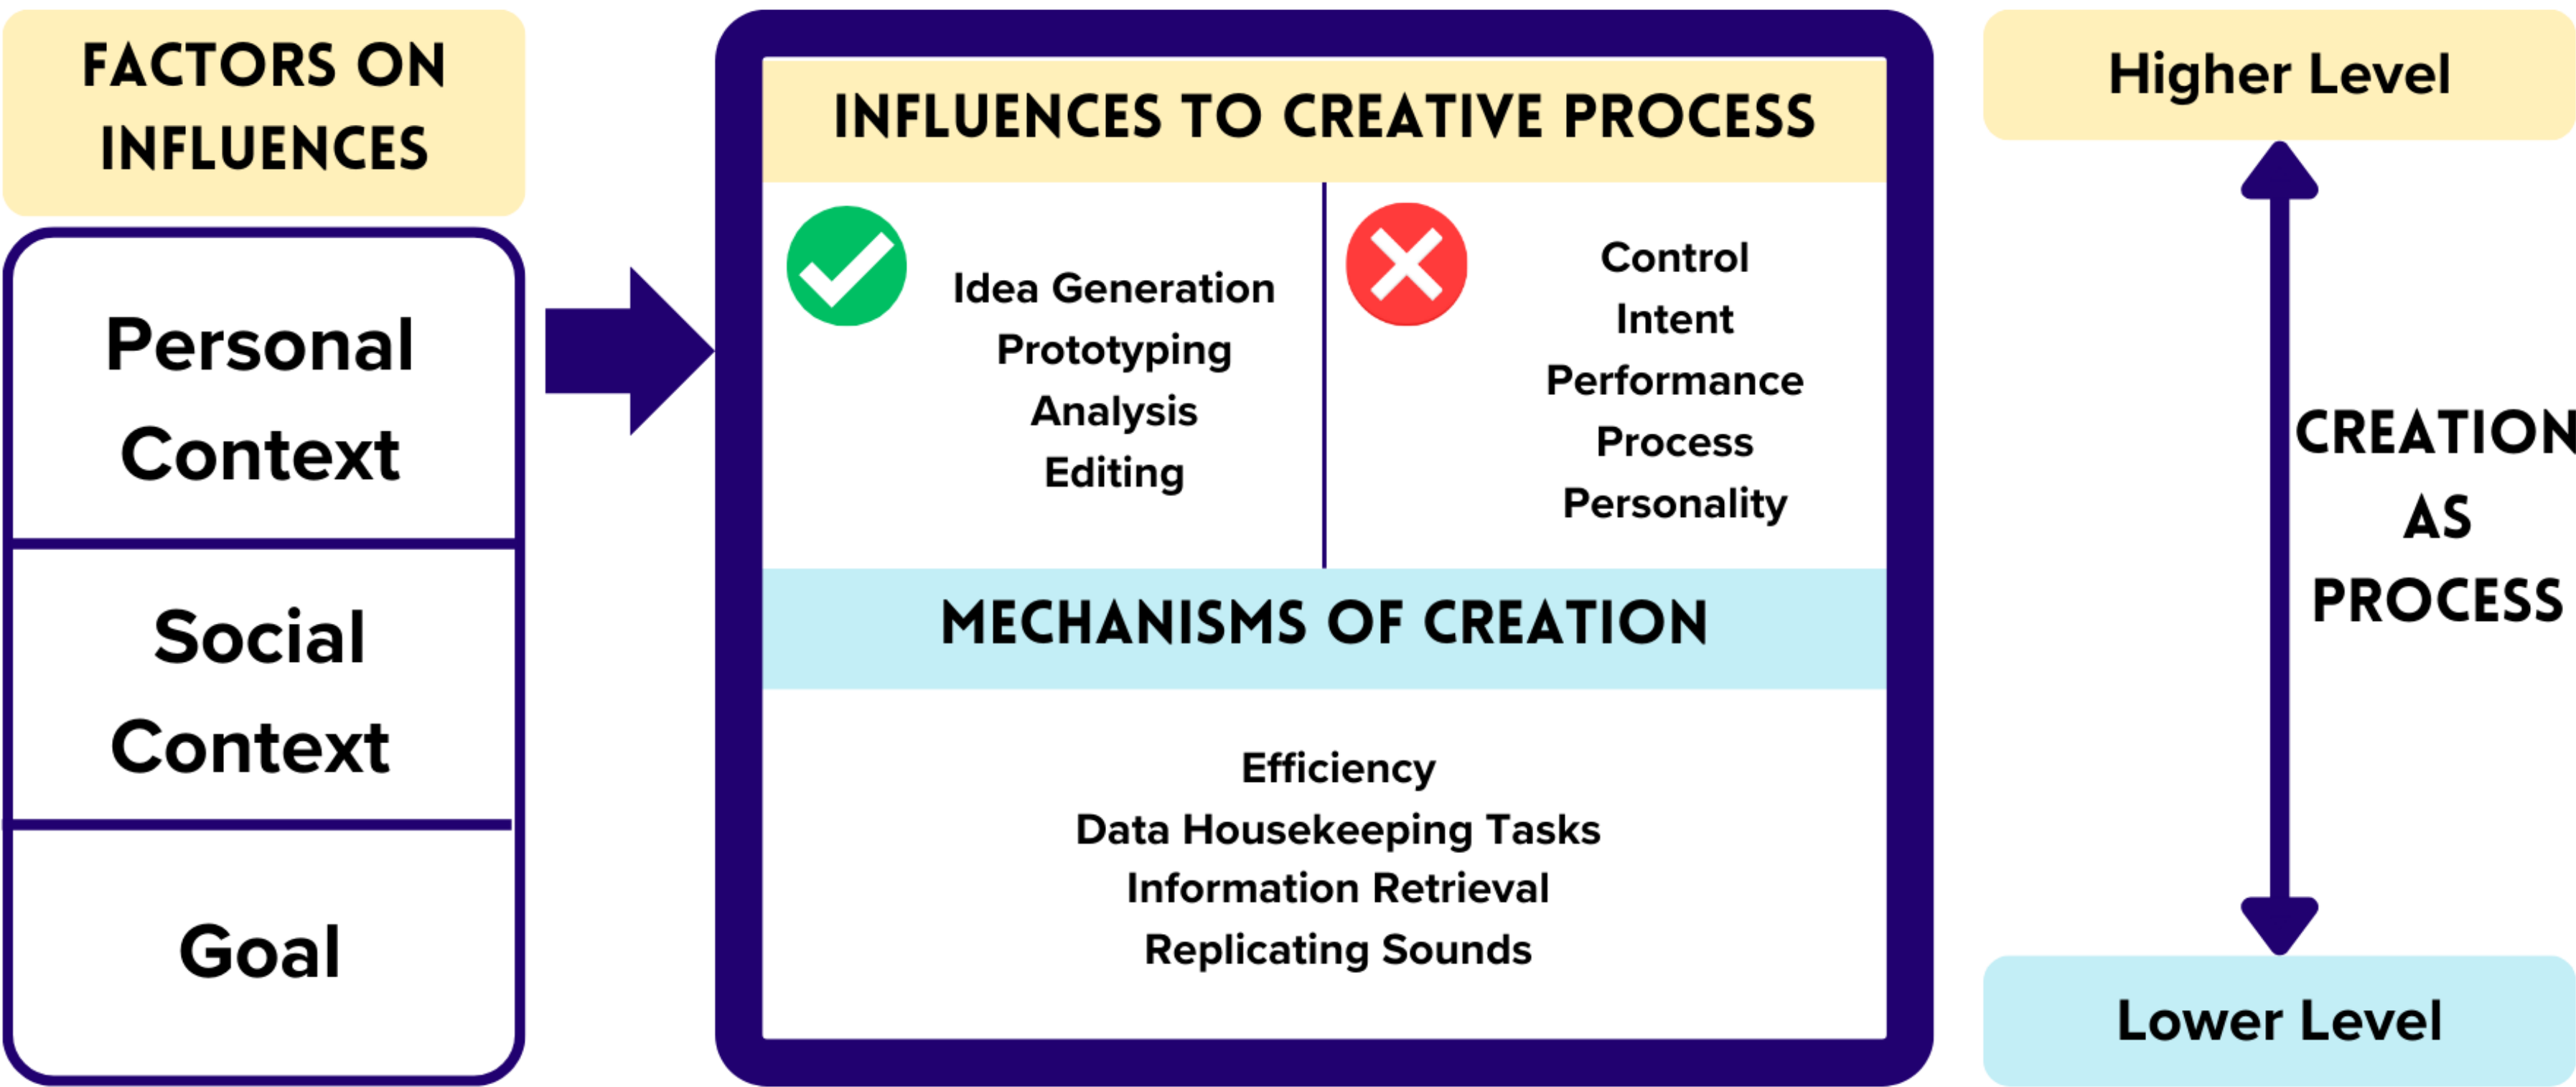 FACTORS ON
INFLUENCES
Personal
Context
Social
Context
Goal
INFLUENCES TO CREATIVE PROCESS
Idea Generation
Prototyping
Analysis
Editing
Control
Intent
Performance
Process
Personality
MECHANISMS OF CREATION
Efficiency
Data Housekeeping Tasks
Information Retrieval
Replicating Sounds
Higher Level
CREATION
AS
PROCESS
Lower Level